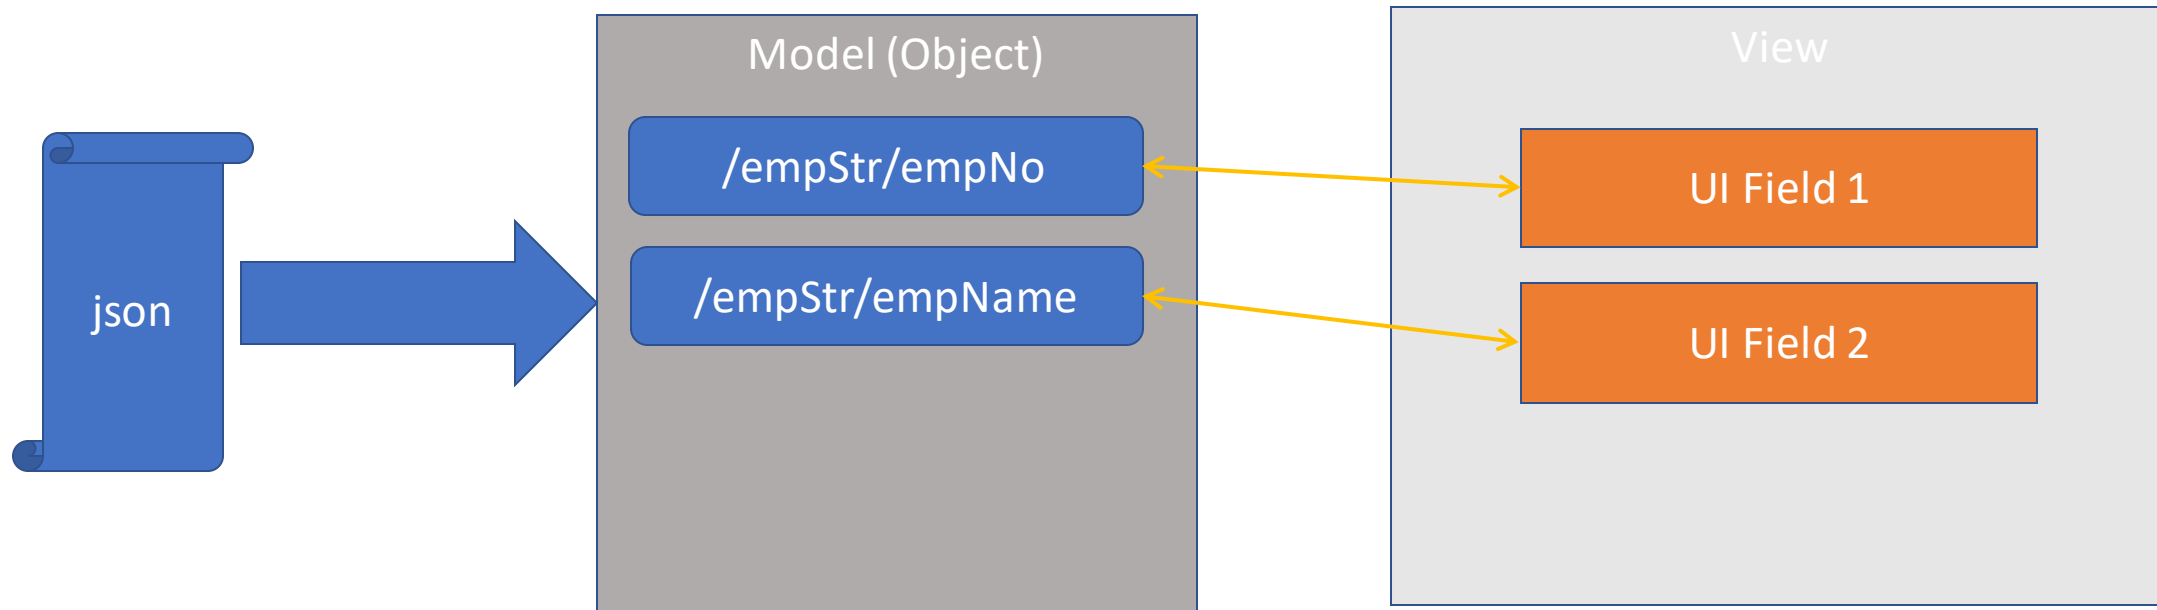 json
Model (Object)
/empStr/empNo
/empStr/empName
View
UI Field 1
UI Field 2